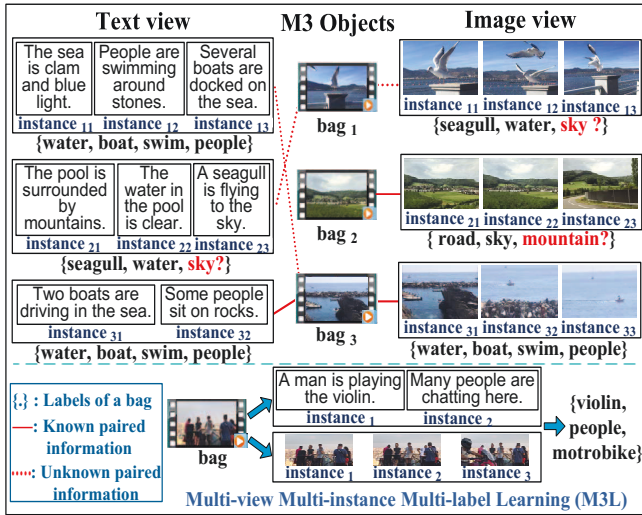 Text view
M3 Objects
Image view
The sea
is clam
and blue
light.
People are
swimming
around
stones.
Several
boats are
docked on
the sea.
instance 11
instance 12
instance 13
{water, boat, swim, people}
The pool is
surrounded
by
mountains.
The
water in
the pool
is clear.
A seagull
is flying
to the
sky.
instance 21
instance 22
instance 23
{seagull, water, sky?}
Two boats are
driving in the sea.
Some people
sit on rocks.
instance 31
instance 32
{water, boat, swim, people}
bag 1
bag 2
bag 3
instance 11
instance 12
instance 13
{seagull, water, sky ?}
instance 21
instance 22
instance 23
{ road, sky, mountain?}
instance 31
instance 32
instance 33
{water, boat, swim, people}
{.} : Labels of a bag
: Known paired
information
: Unknown paired
information
bag
A man is playing
the violin.
Many people are
chatting here.
instance 1
instance 2
instance 1
instance 2
instance 3
{violin,
people,
motrobike}
Multi-view Multi-instance Multi-label Learning (M3L)